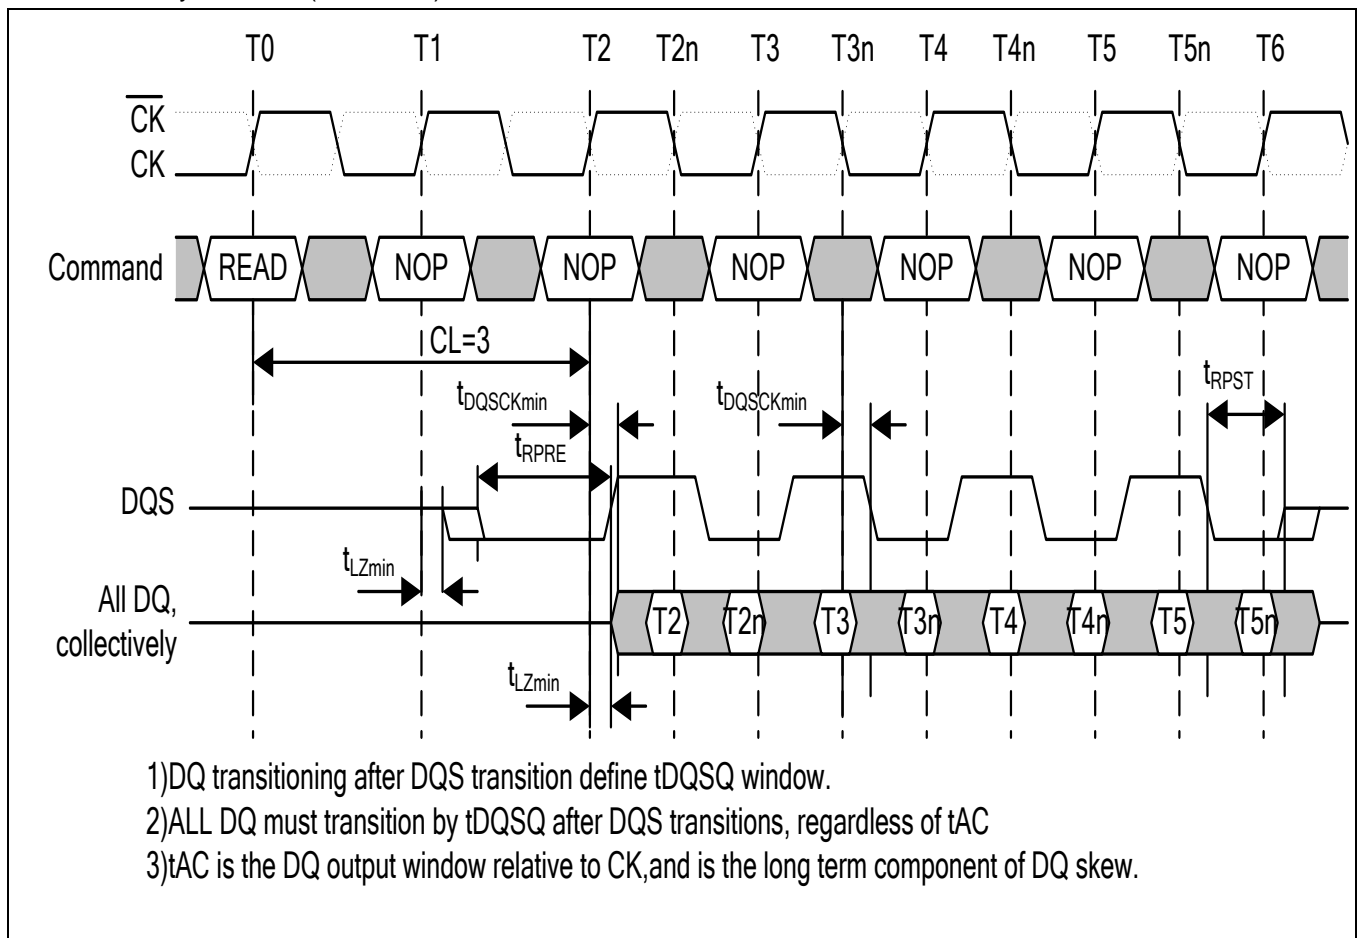 T0 T1 T2 T2n T3 T3n T4 T4n T5 T5n T6
CK
CK
Command READ NOP NOP NOP NOP NOP NOP
CL=3
tDQSCKmin tDQSCKmin tRPST
tRPRE
DQS
tLZmin
All DQ,
collectively
T2 T2n T3 T3n T4 T4n T5 T5n
tLZmin
1)DQ transitioning after DQS transition define tDQSQ window.
2)ALL DQ must transition by tDQSQ after DQS transitions, regardless of tAC
3)tAC is the DQ output window relative to CK,and is the long term component of DQ skew.